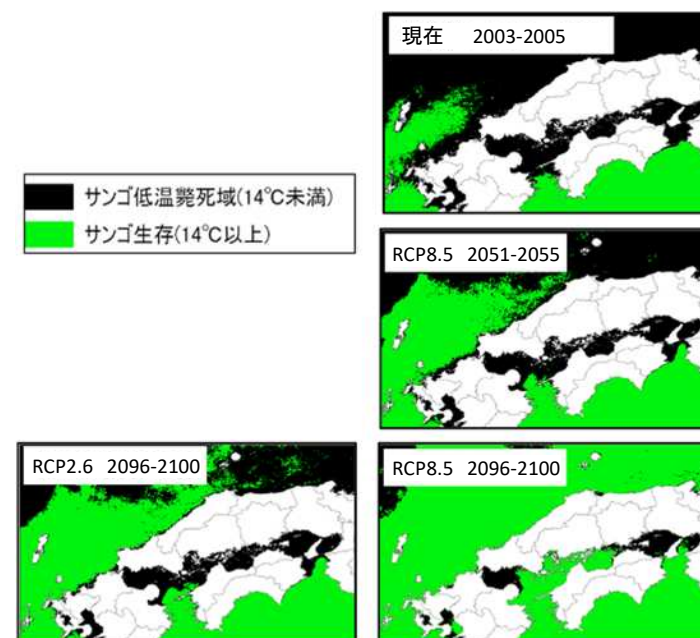 現在 2003-2005
サンゴ低温斃死域(14℃未満)
サンゴ生存(14℃以上)
RCP8.5 2051-2055
RCP2.6 2096-2100
RCP8.5 2096-2100